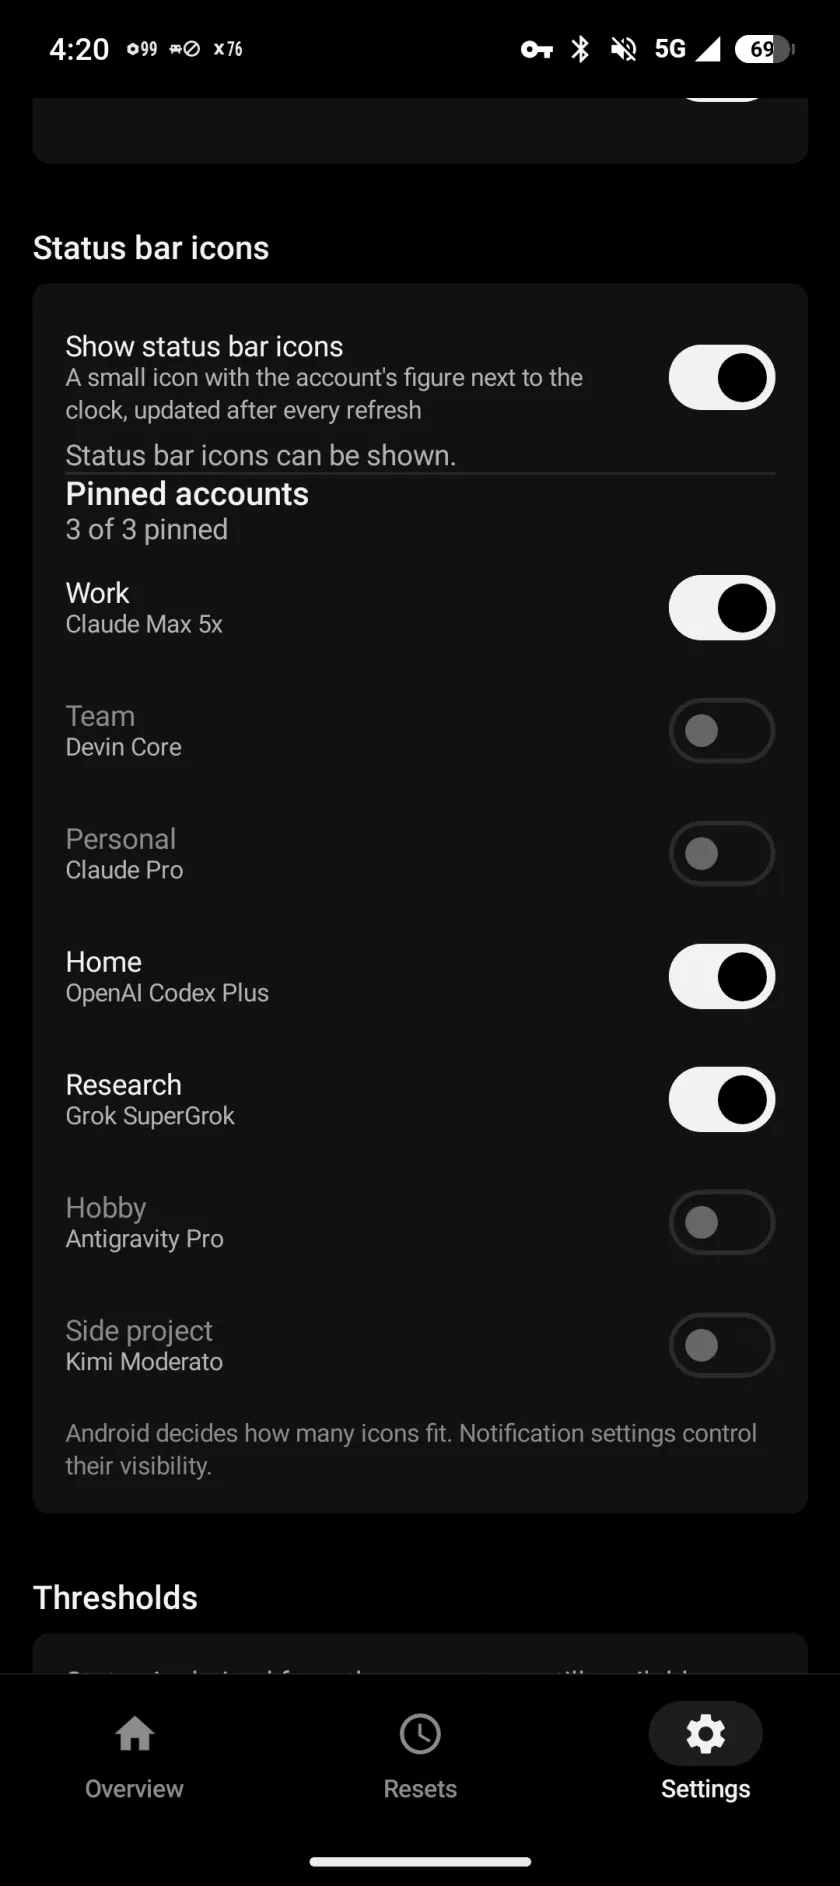 4:20 99 x76 5G 69
Status bar icons
Show status bar icons
A small icon with the account's figure next to the
clock, updated after every refresh
Status bar icons can be shown.
Pinned accounts
3 of 3 pinned
Work
Claude Max 5x
Team
Devin Core
Personal
Claude Pro
Home
OpenAI Codex Plus
Research
Grok SuperGrok
Hobby
Antigravity Pro
Side project
Kimi Moderato
Android decides how many icons fit. Notification settings control
their visibility.
Thresholds
Overview
Resets
Settings